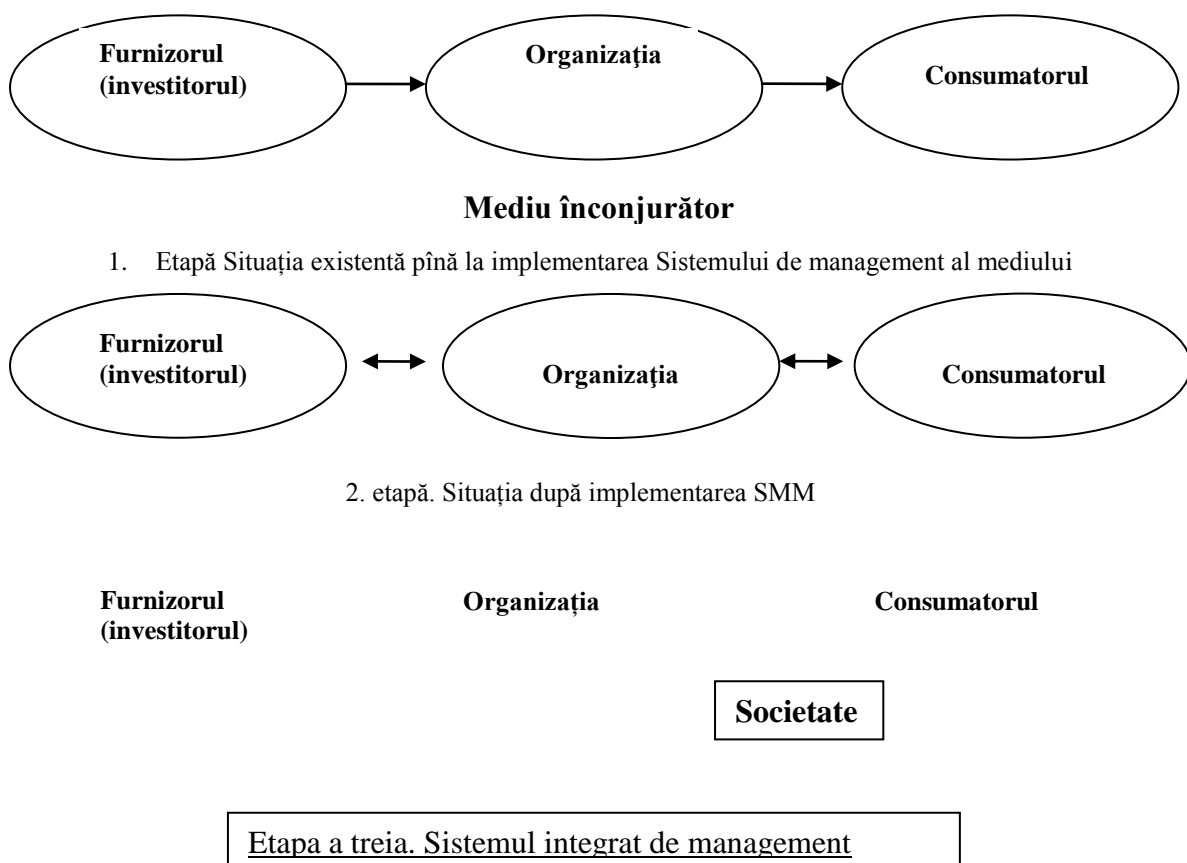 Furnizorul
(investitorul)
Organizaţia
Consumatorul
Mediu înconjurător
1. Etapă Situația existentă pînă la implementarea Sistemului de management al mediului
Furnizorul
(investitorul)
Organizaţia
Consumatorul
2. etapă. Situația după implementarea SMM
Furnizorul
(investitorul)
Organizația
Consumatorul
Societate
Etapa a treia. Sistemul integrat de management